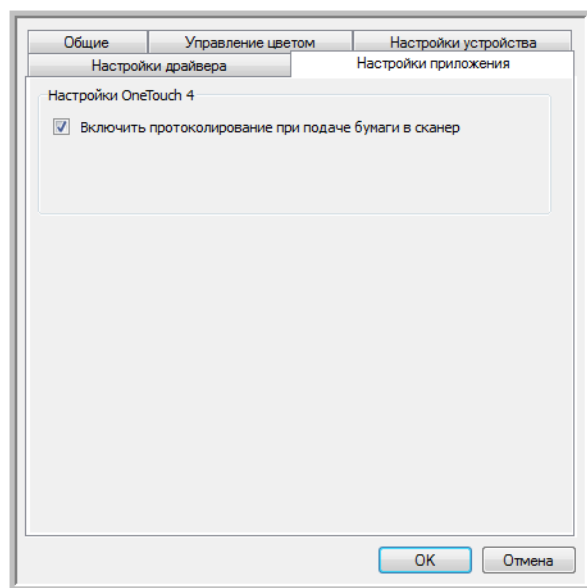 Общие Управление цветом Настройки устройства
Настройки драйвера Настройки приложения
Настройки OneTouch 4
Включить протоколирование при подаче бумаги в сканер
OK Отмена